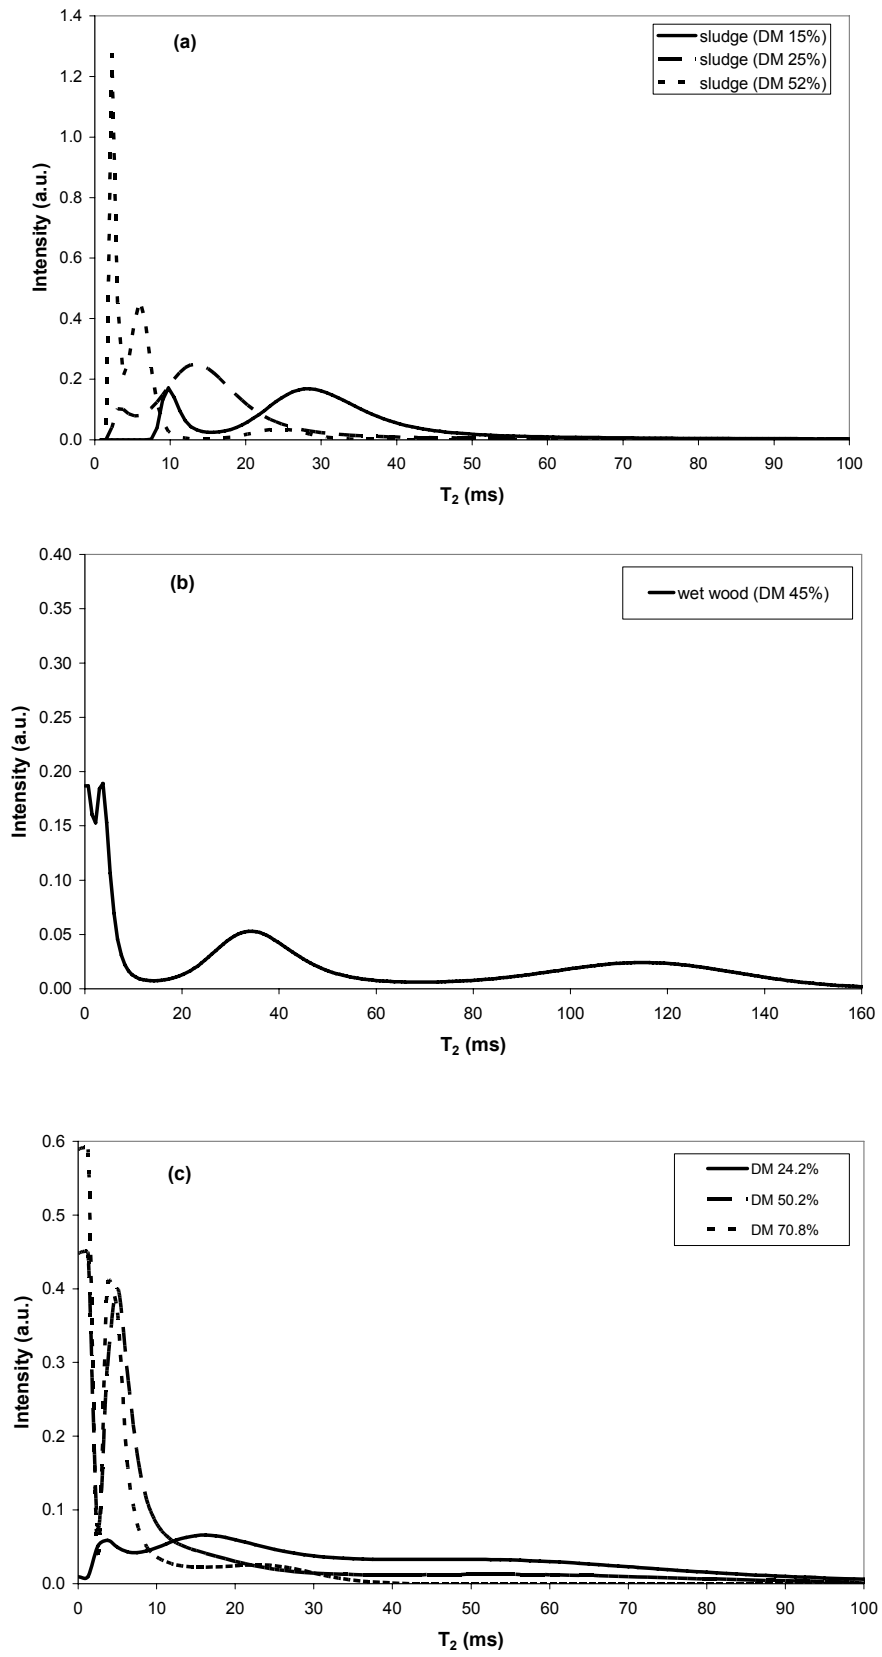 (a)
sludge (DM 15%)
sludge (DM 25%)
sludge (DM 52%)
1.4
1.2
1.0
0.8
0.6
0.4
0.2
0.0
Intensity (a.u.)
0 10 20 30 40 50 60 70 80 90 100
T₂ (ms)
(b)
wet wood (DM 45%)
0.40
0.35
0.30
0.25
0.20
0.15
0.10
0.05
0.00
Intensity (a.u.)
0 20 40 60 80 100 120 140 160
T₂ (ms)
(c)
DM 24.2%
DM 50.2%
DM 70.8%
0.6
0.5
0.4
0.3
0.2
0.1
0.0
Intensity (a.u.)
0 10 20 30 40 50 60 70 80 90 100
T₂ (ms)